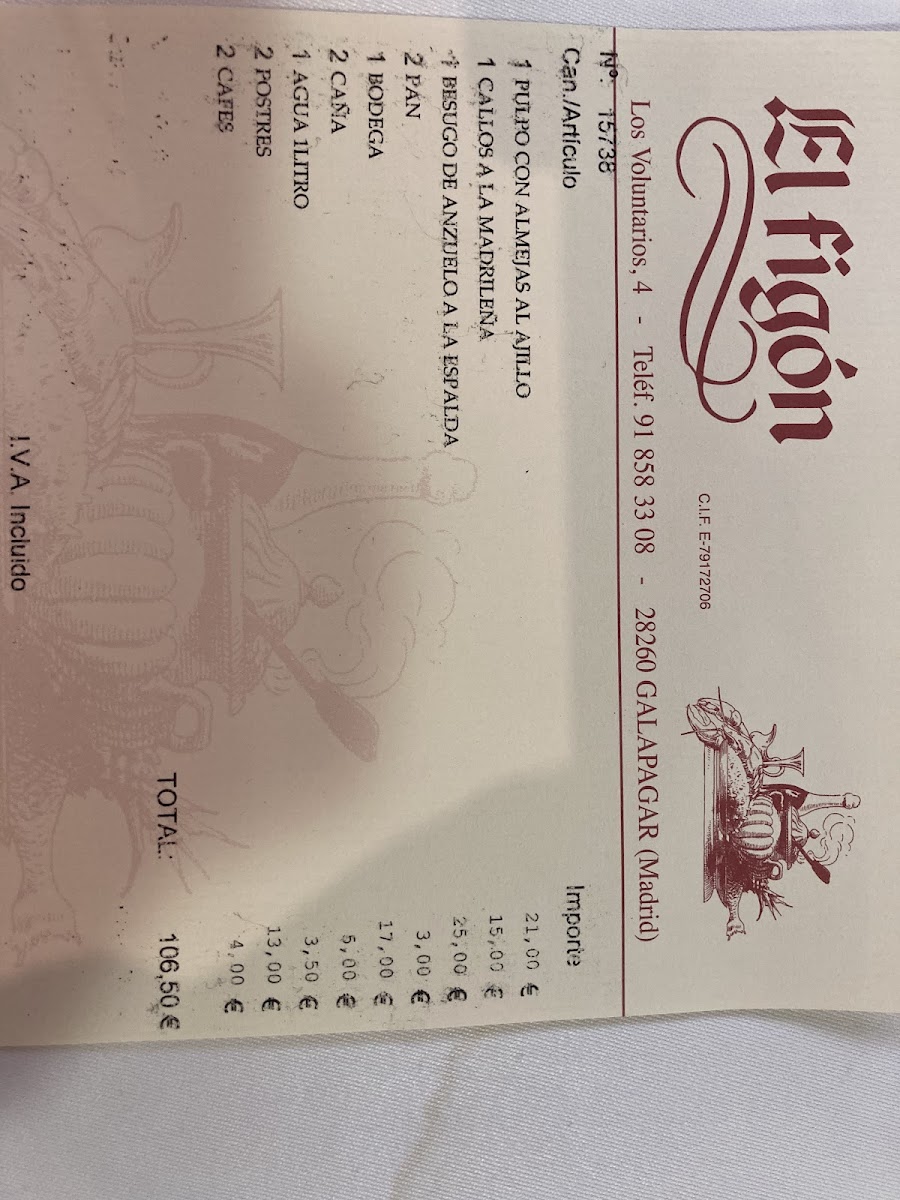 El figón
C.I.F. E-79172706
Los Voluntarios, 4 - Teléf. 91 858 33 08 - 28260 GALAPAGAR (Madrid)
Nº: 15738
Can./Artículo Importe
1 PULPO CON ALMEJAS AL AJILLO 21,00 €
1 CALLOS A LA MADRILEÑA 15,00 €
1 BESUGO DE ANZUELO A LA ESPALDA 25,00 €
2 PAN 3,00 €
1 BODEGA 17,00 €
2 CAÑA 5,00 €
1 AGUA 1LITRO 3,50 €
2 POSTRES 13,00 €
2 CAFES 4,00 €
TOTAL: 106,50 €
I.V.A. Incluido